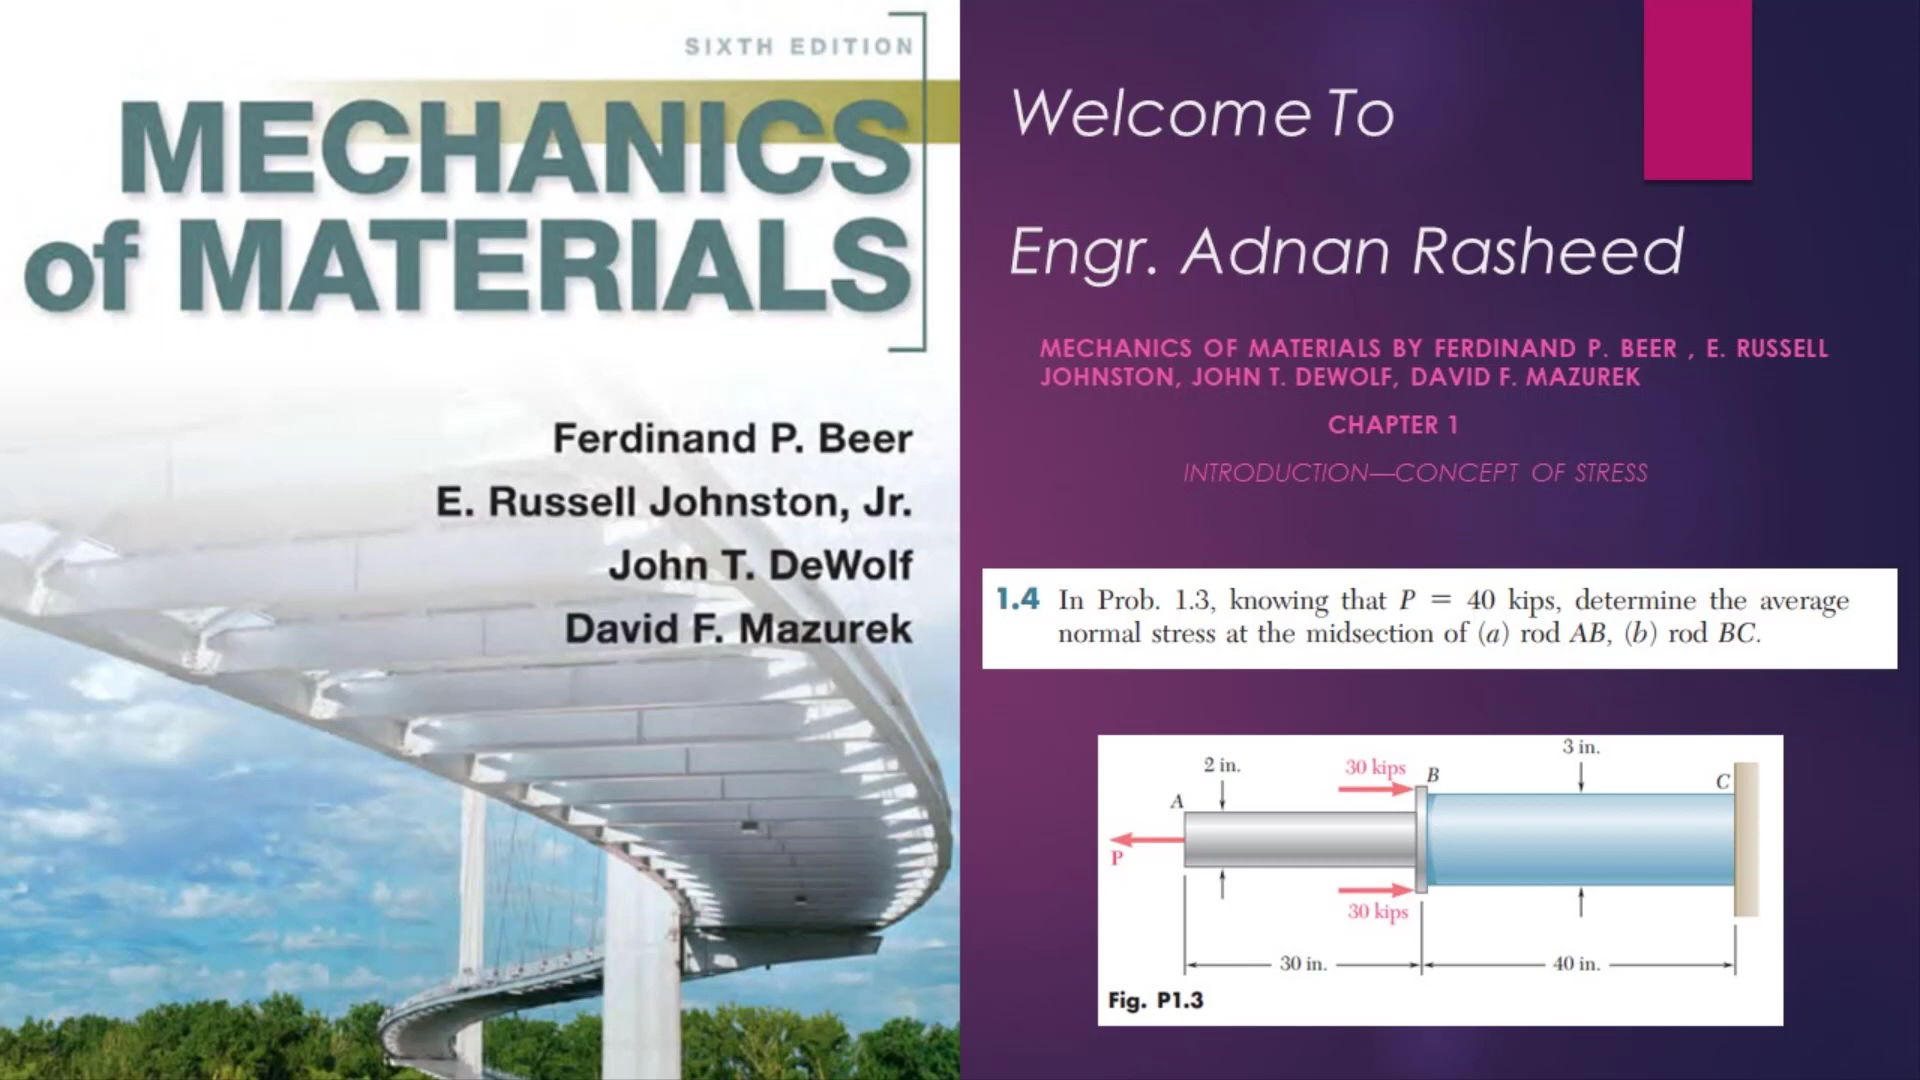 SIXTH EDITION
MECHANICS
of MATERIALS
Ferdinand P. Beer
E. Russell Johnston, Jr.
John T. DeWolf
David F. Mazurek
Welcome To
Engr. Adnan Rasheed
MECHANICS OF MATERIALS BY FERDINAND P. BEER , E. RUSSELL
JOHNSTON, JOHN T. DEWOLF, DAVID F. MAZUREK
CHAPTER 1
INTRODUCTION—CONCEPT OF STRESS
1.4 In Prob. 1.3, knowing that P = 40 kips, determine the average
normal stress at the midsection of (a) rod AB, (b) rod BC.
3 in.
2 in.
30 kips
B
C
A
P
30 kips
30 in.
40 in.
Fig. P1.3